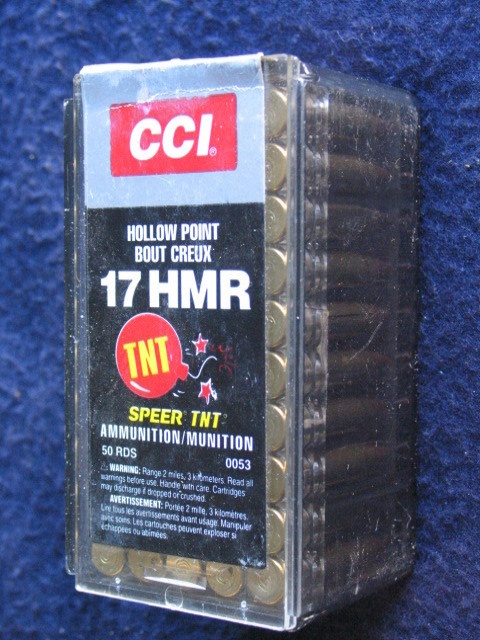 CCI®
HOLLOW POINT
BOUT CREUX
17 HMR
TNT
SPEER® TNT®
AMMUNITION/MUNITION
50 RDS 0053
⚠ WARNING: Range 2 miles, 3 kilometers. Read all
warnings before use. Handle with care. Cartridges
may discharge if dropped or crushed.
AVERTISSEMENT: Portée 2 mille, 3 kilomètres.
Lire tous les avertissements avant usage. Manipuler
avec soins. Les cartouches peuvent exploser si
échappées ou abimées.